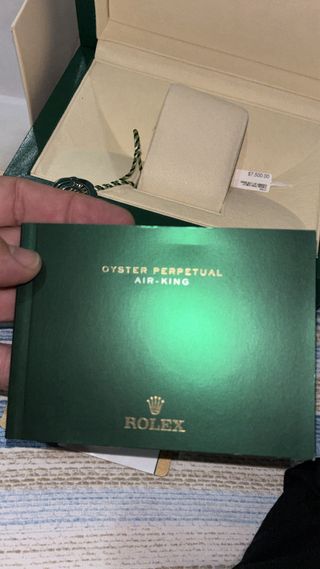 $7,500.00
OYSTER PERPETUAL
AIR-KING
ROLEX